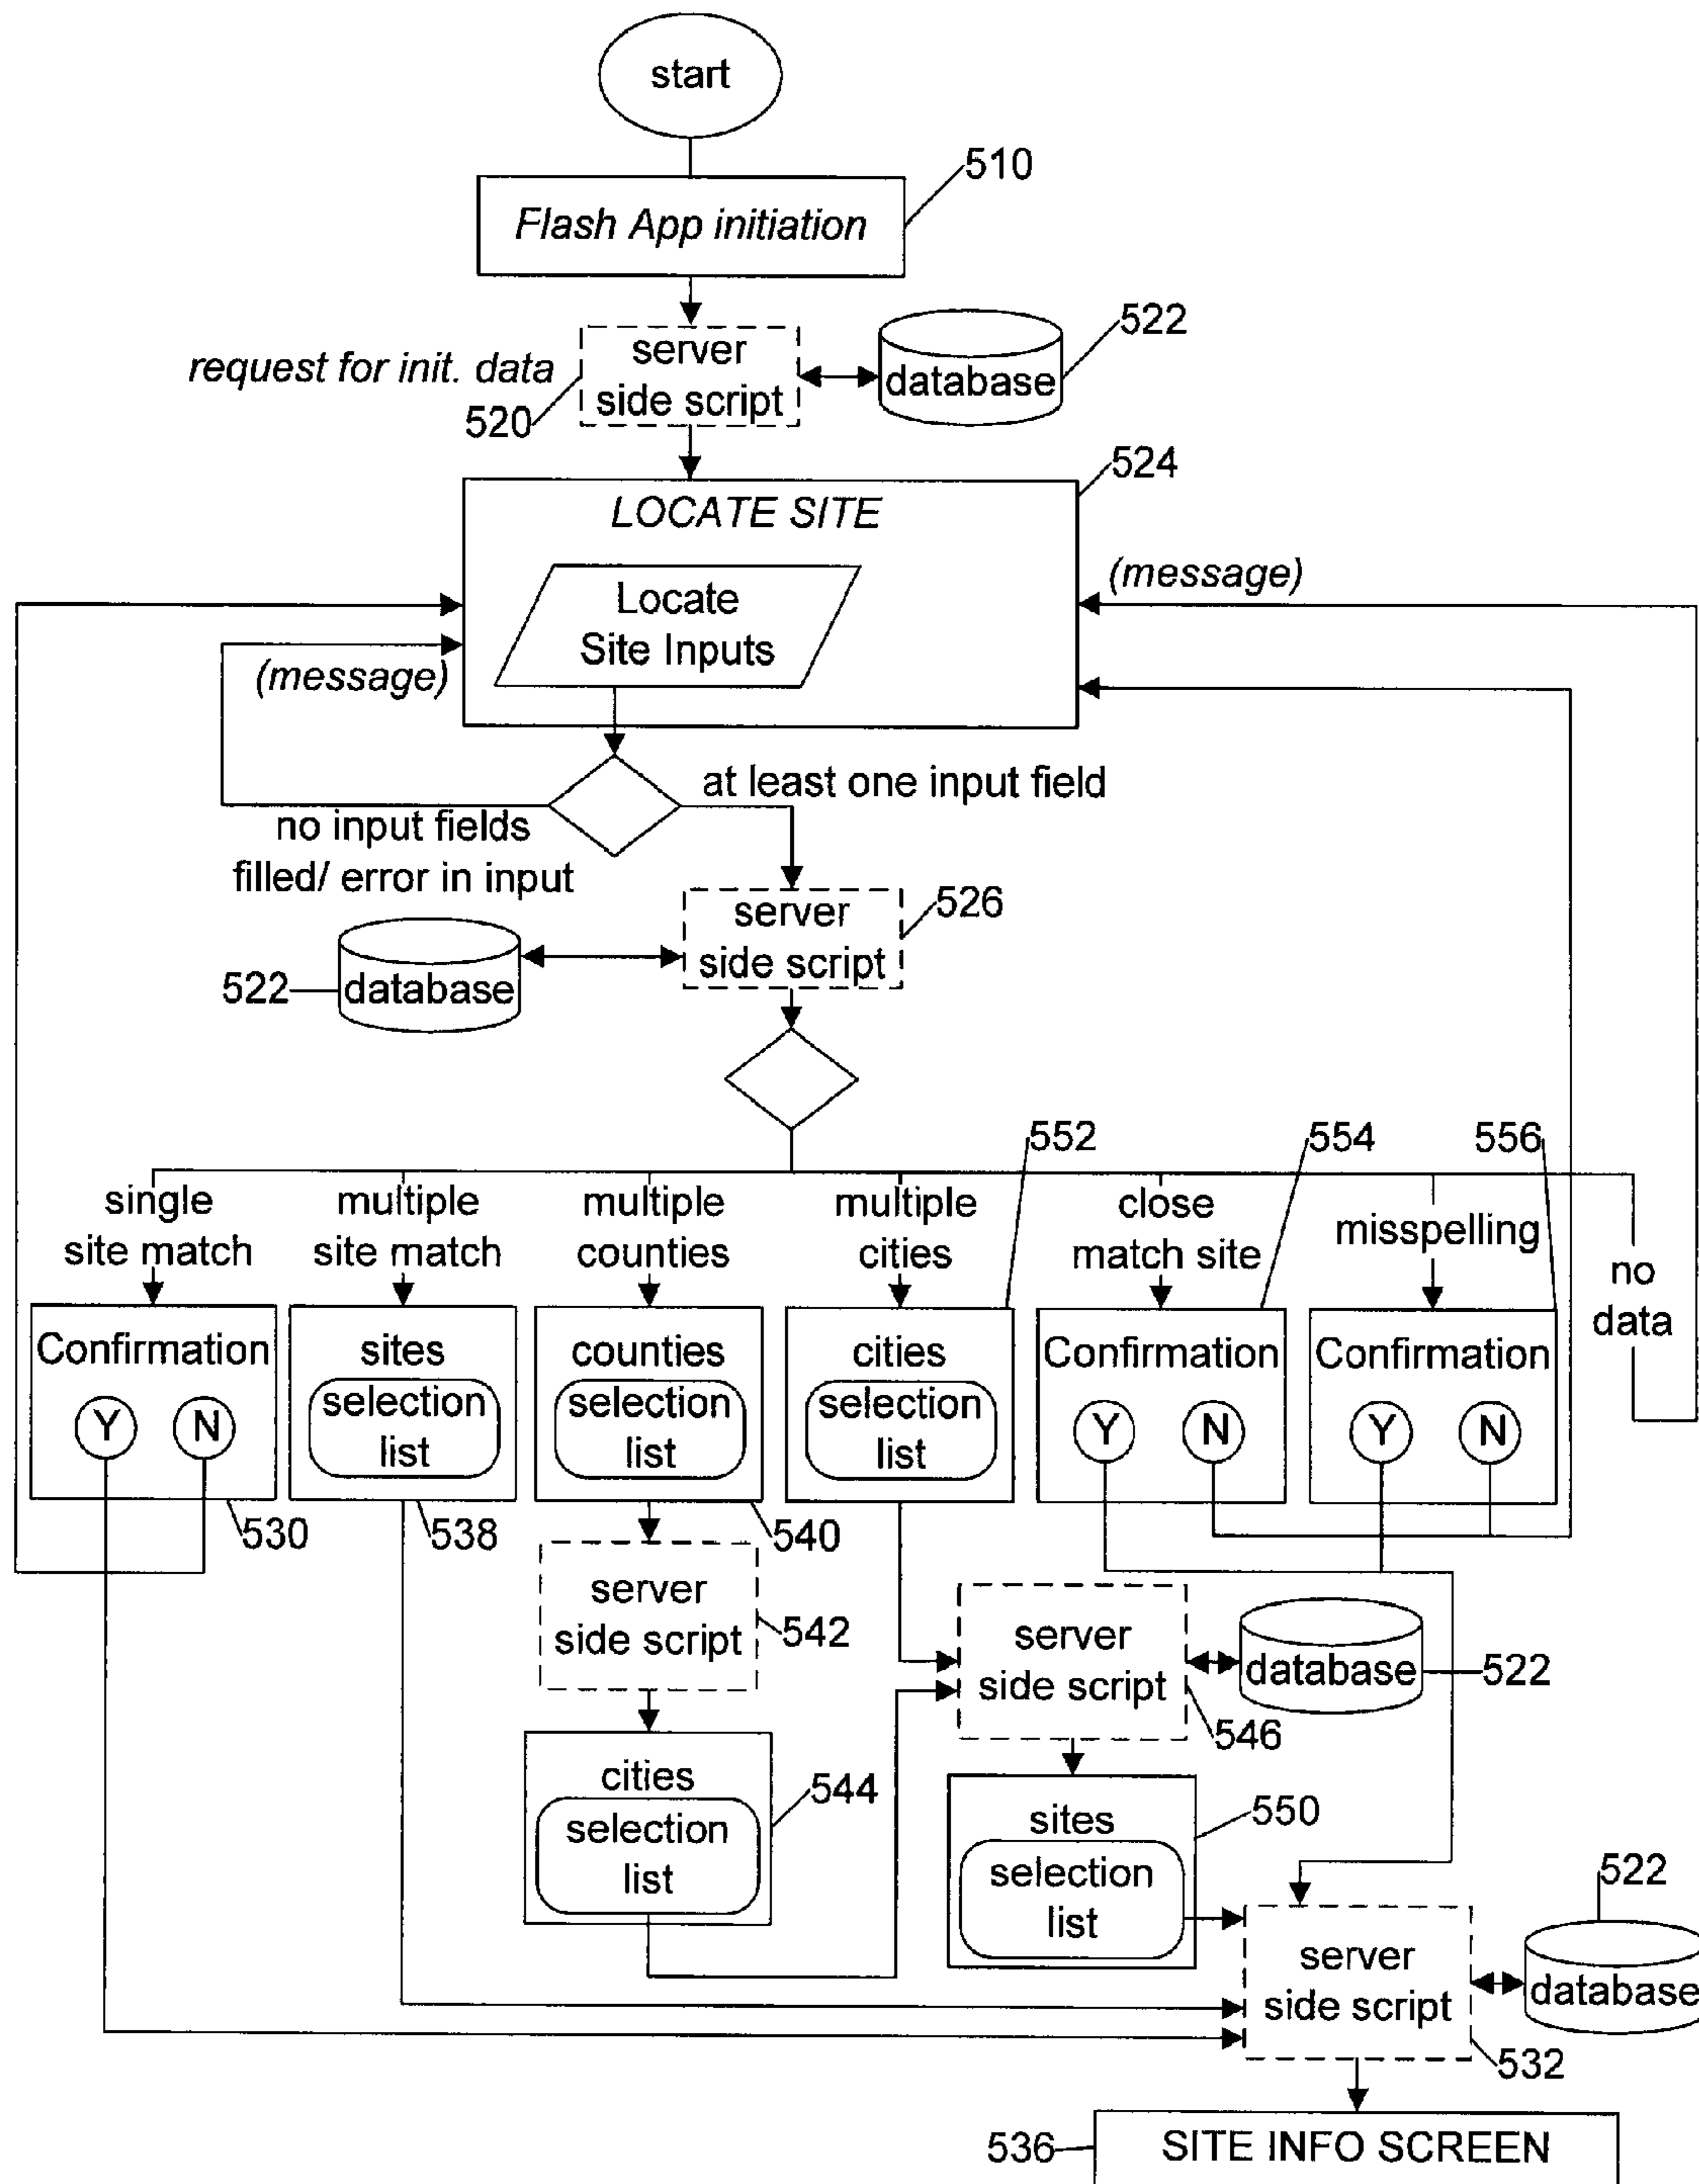 start
510
Flash App initiation
522
request for init. data
server
side script
database
520
524
LOCATE SITE
(message)
Locate
Site Inputs
(message)
at least one input field
no input fields
filled/ error in input
server
side script
526
522
database
552
554
556
single
site match
multiple
site match
multiple
counties
multiple
cities
close
match site
misspelling
no
data
Confirmation
Y
N
sites
selection
list
counties
selection
list
cities
selection
list
Confirmation
Y
N
Confirmation
Y
N
530
538
540
server
side script
542
server
side script
database
522
546
cities
selection
list
544
sites
selection
list
550
522
server
side script
database
532
536
SITE INFO SCREEN